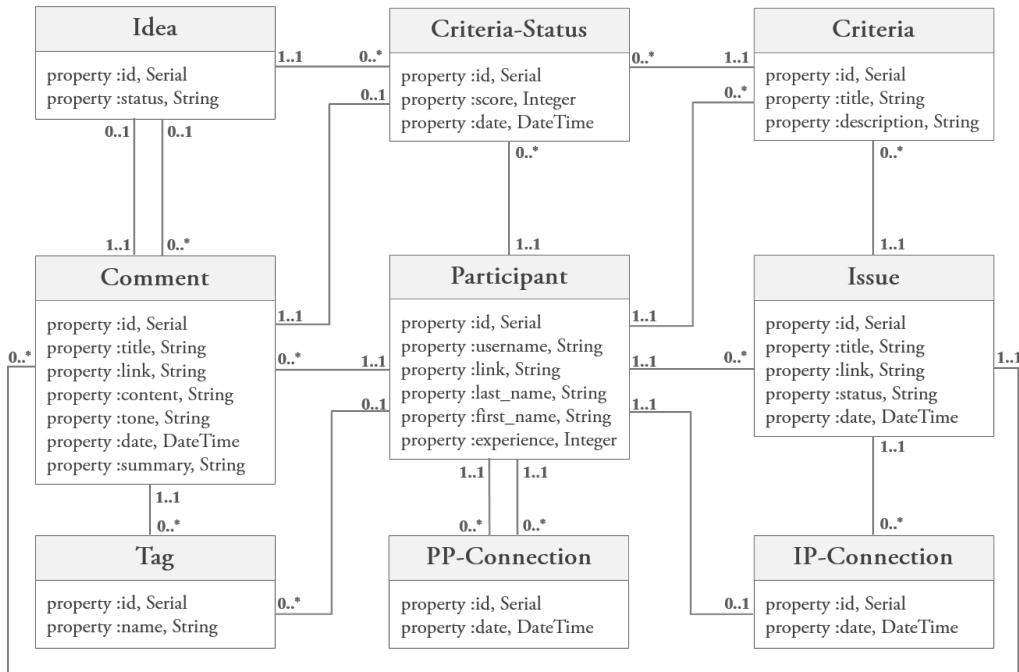 Idea
property :id, Serial
property :status, String
Criteria-Status
property :id, Serial
property :score, Integer
property :date, DateTime
Criteria
property :id, Serial
property :title, String
property :description, String
1..1
0..*
0..*
1..1
0..1
0..*
0..1
0..1
0..*
0..*
1..1
0..*
1..1
1..1
Comment
property :id, Serial
property :title, String
property :link, String
property :content, String
property :tone, String
property :date, DateTime
property :summary, String
Participant
property :id, Serial
property :username, String
property :link, String
property :last_name, String
property :first_name, String
property :experience, Integer
Issue
property :id, Serial
property :title, String
property :link, String
property :status, String
property :date, DateTime
1..1
1..1
0..*
0..*
1..1
1..1
0..*
1..1
0..1
1..1
1..1
1..1
1..1
1..1
0..*
0..*
0..*
0..*
Tag
property :id, Serial
property :name, String
PP-Connection
property :id, Serial
property :date, DateTime
IP-Connection
property :id, Serial
property :date, DateTime
0..*
0..1